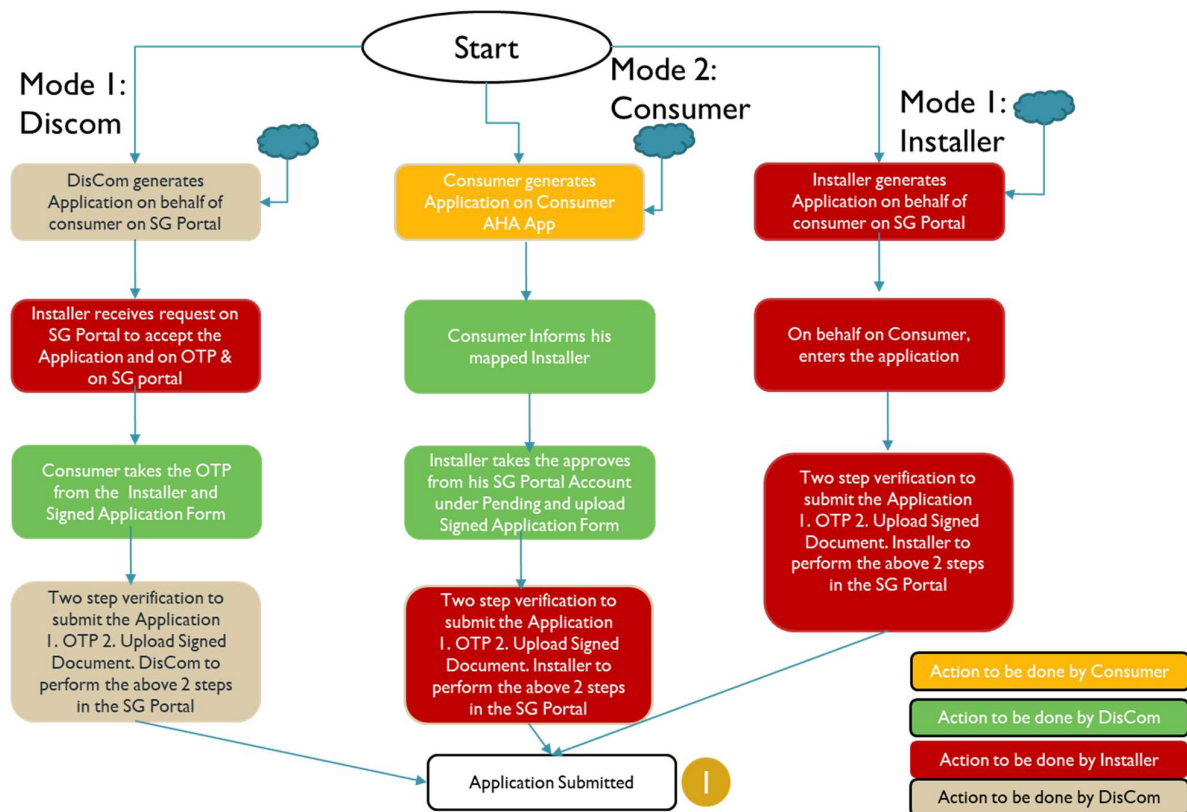 Start
Mode 1:
Discom
Mode 2:
Consumer
Mode 1:
Installer
DisCom generates
Application on behalf of
consumer on SG Portal
Consumer generates
Application on Consumer
AHA App
Installer generates
Application on behalf of
consumer on SG Portal
Installer receives request on
SG Portal to accept the
Application and on OTP &
on SG portal
Consumer Informs his
mapped Installer
On behalf on Consumer,
enters the application
Consumer takes the OTP
from the Installer and
Signed Application Form
Installer takes the approves
from his SG Portal Account
under Pending and upload
Signed Application Form
Two step verification to
submit the Application
1. OTP 2. Upload Signed
Document. Installer to
perform the above 2 steps
in the SG Portal
Two step verification to
submit the Application
1. OTP 2. Upload Signed
Document. DisCom to
perform the above 2 steps
in the SG Portal
Two step verification to
submit the Application
1. OTP 2. Upload Signed
Document. Installer to
perform the above 2 steps
in the SG Portal
Application Submitted
1
Action to be done by Consumer
Action to be done by DisCom
Action to be done by Installer
Action to be done by DisCom